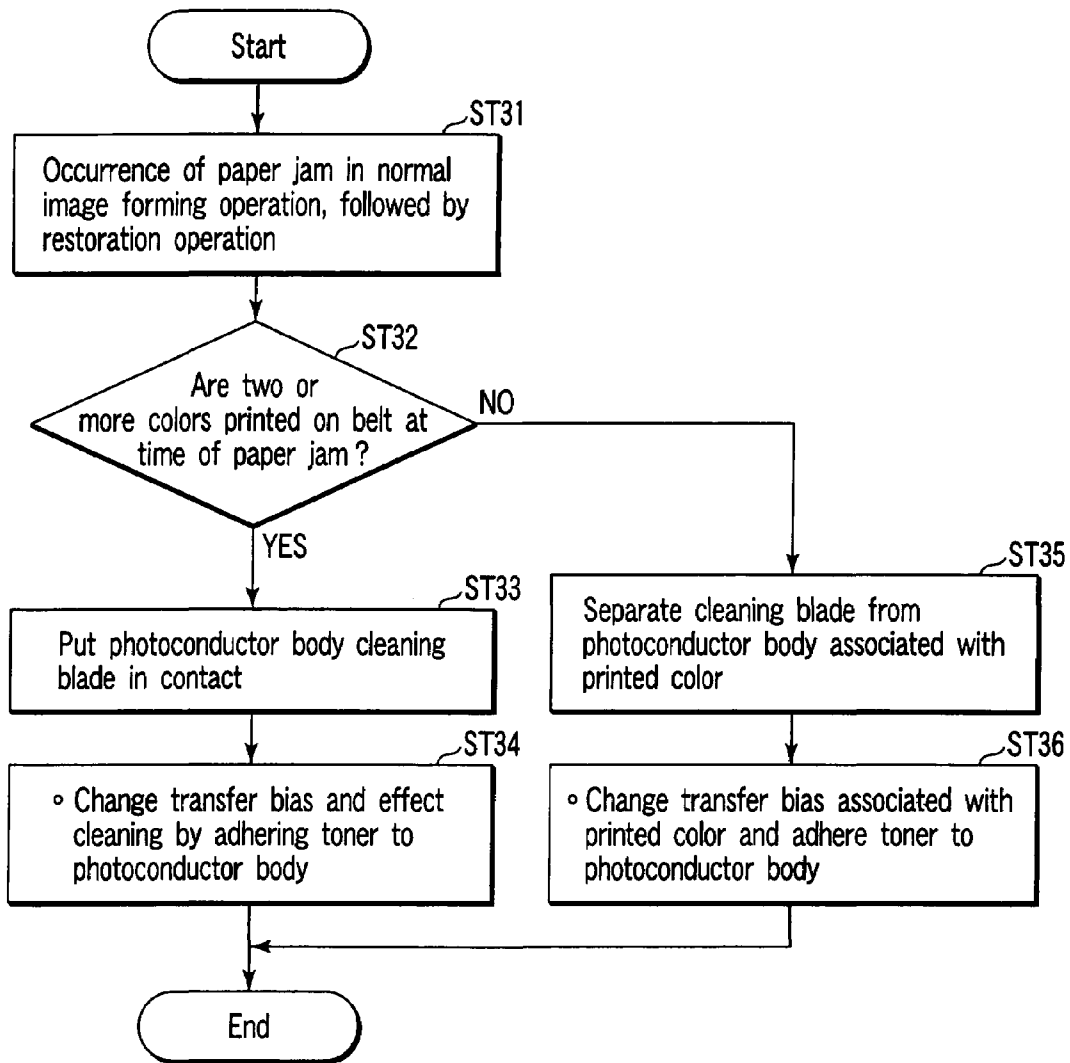 Start
ST31
Occurrence of paper jam in normal
image forming operation, followed by
restoration operation
ST32
Are two or
more colors printed on belt at
time of paper jam?
NO
YES
ST33
Put photoconductor body cleaning
blade in contact
ST34
◦ Change transfer bias and effect
cleaning by adhering toner to
photoconductor body
ST35
Separate cleaning blade from
photoconductor body associated with
printed color
ST36
◦ Change transfer bias associated with
printed color and adhere toner to
photoconductor body
End